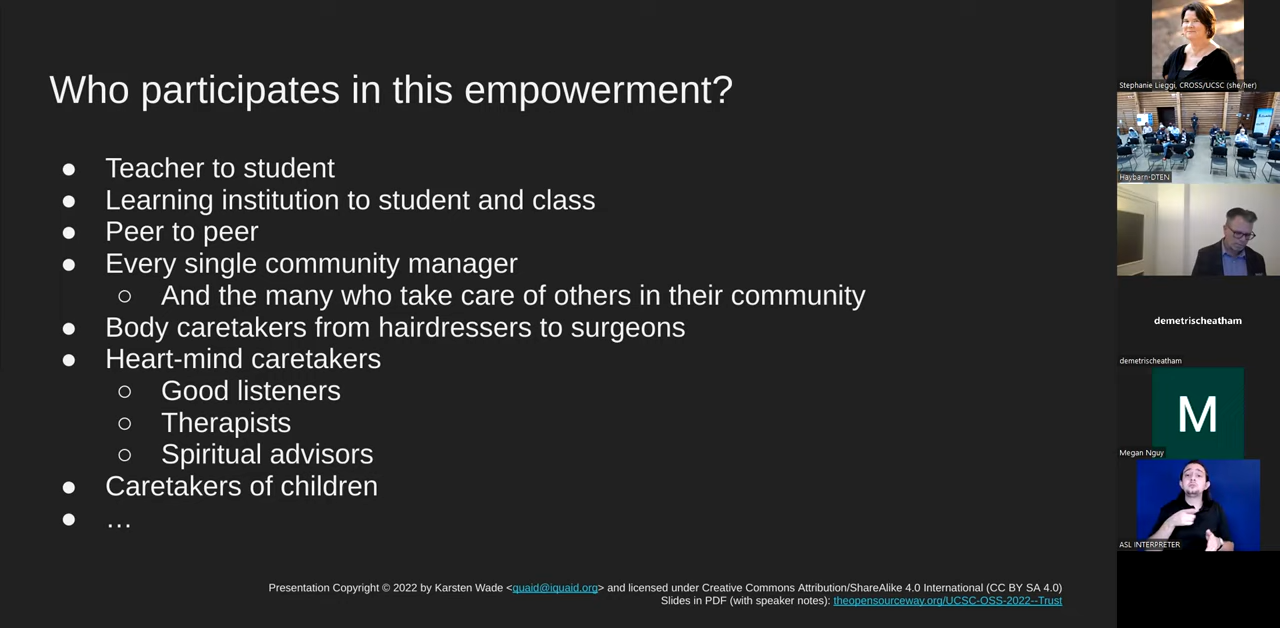 Who participates in this empowerment?
● Teacher to student
● Learning institution to student and class
● Peer to peer
● Every single community manager
○ And the many who take care of others in their community
● Body caretakers from hairdressers to surgeons
● Heart-mind caretakers
○ Good listeners
○ Therapists
○ Spiritual advisors
● Caretakers of children
● …
Presentation Copyright © 2022 by Karsten Wade <quaid@iquaid.org> and licensed under Creative Commons Attribution/ShareAlike 4.0 International (CC BY SA 4.0)
Slides in PDF (with speaker notes): theopensourceway.org/UCSC-OSS-2022--Trust
Stephanie Lieggi, CROSS/UCSC (she/her)
Haybarn-DTEN
demetrischeatham
demetrischeatham
M
Megan Nguy
ASL INTERPRETER